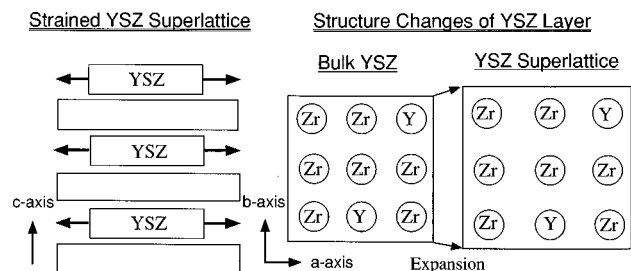 Strained YSZ Superlattice
YSZ
YSZ
YSZ
c-axis
Structure Changes of YSZ Layer
Bulk YSZ
YSZ Superlattice
Zr Zr Y
Zr Zr Zr
Zr Y Zr
Zr Zr Y
Zr Zr Zr
Zr Y Zr
b-axis
a-axis
Expansion